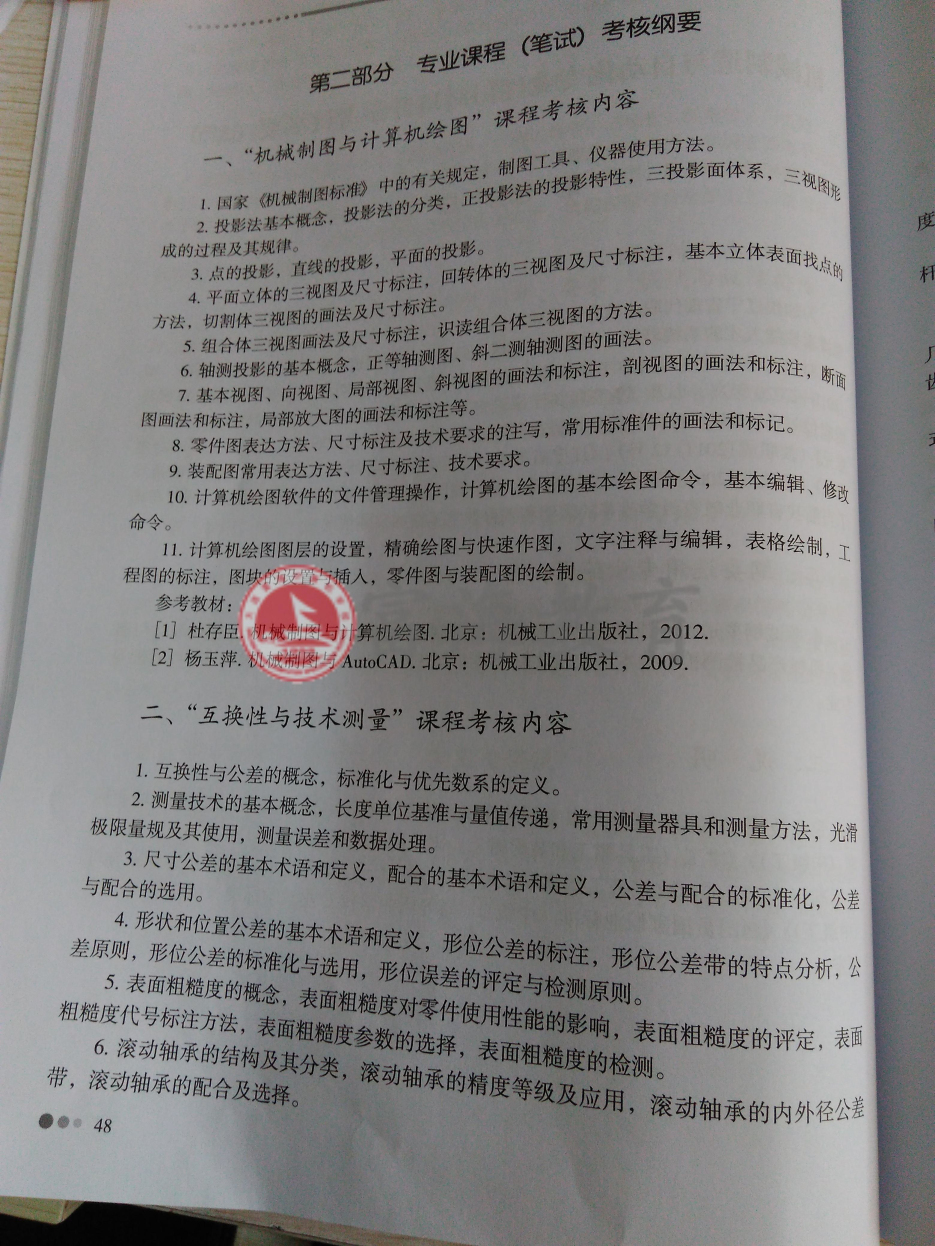 第二部分 专业课程（笔试）考核纲要
一、“机械制图与计算机绘图”课程考核内容
1. 国家《机械制图标准》中的有关规定，制图工具、仪器使用方法。
2. 投影法基本概念，投影法的分类，正投影法的投影特性，三投影面体系，三视图形
成的过程及其规律。
3. 点的投影，直线的投影，平面的投影。
4. 平面立体的三视图及尺寸标注，回转体的三视图及尺寸标注，基本立体表面找点的
方法，切割体三视图的画法及尺寸标注。
5. 组合体三视图画法及尺寸标注，识读组合体三视图的方法。
6. 轴测投影的基本概念，正等轴测图、斜二测轴测图的画法。
7. 基本视图、向视图、局部视图、斜视图的画法和标注，剖视图的画法和标注，断面
图画法和标注，局部放大图的画法和标注等。
8. 零件图表达方法、尺寸标注及技术要求的注写，常用标准件的画法和标记。
9. 装配图常用表达方法、尺寸标注、技术要求。
10. 计算机绘图软件的文件管理操作，计算机绘图的基本绘图命令，基本编辑、修改
命令。
11. 计算机绘图图层的设置，精确绘图与快速作图，文字注释与编辑，表格绘制，工
程图的标注，图块的设置与插入，零件图与装配图的绘制。
参考教材：
[1] 杜存臣. 机械制图与计算机绘图. 北京：机械工业出版社，2012.
[2] 杨玉萍. 机械制图与 AutoCAD. 北京：机械工业出版社，2009.
二、“互换性与技术测量”课程考核内容
1. 互换性与公差的概念，标准化与优先数系的定义。
2. 测量技术的基本概念，长度单位基准与量值传递，常用测量器具和测量方法，光滑
极限量规及其使用，测量误差和数据处理。
3. 尺寸公差的基本术语和定义，配合的基本术语和定义，公差与配合的标准化，公差
与配合的选用。
4. 形状和位置公差的基本术语和定义，形位公差的标注，形位公差带的特点分析，公
差原则，形位公差的标准化与选用，形位误差的评定与检测原则。
5. 表面粗糙度的概念，表面粗糙度对零件使用性能的影响，表面粗糙度的评定，表面
粗糙度代号标注方法，表面粗糙度参数的选择，表面粗糙度的检测。
6. 滚动轴承的结构及其分类，滚动轴承的精度等级及应用，滚动轴承的内外径公差
带，滚动轴承的配合及选择。
48
度
杆